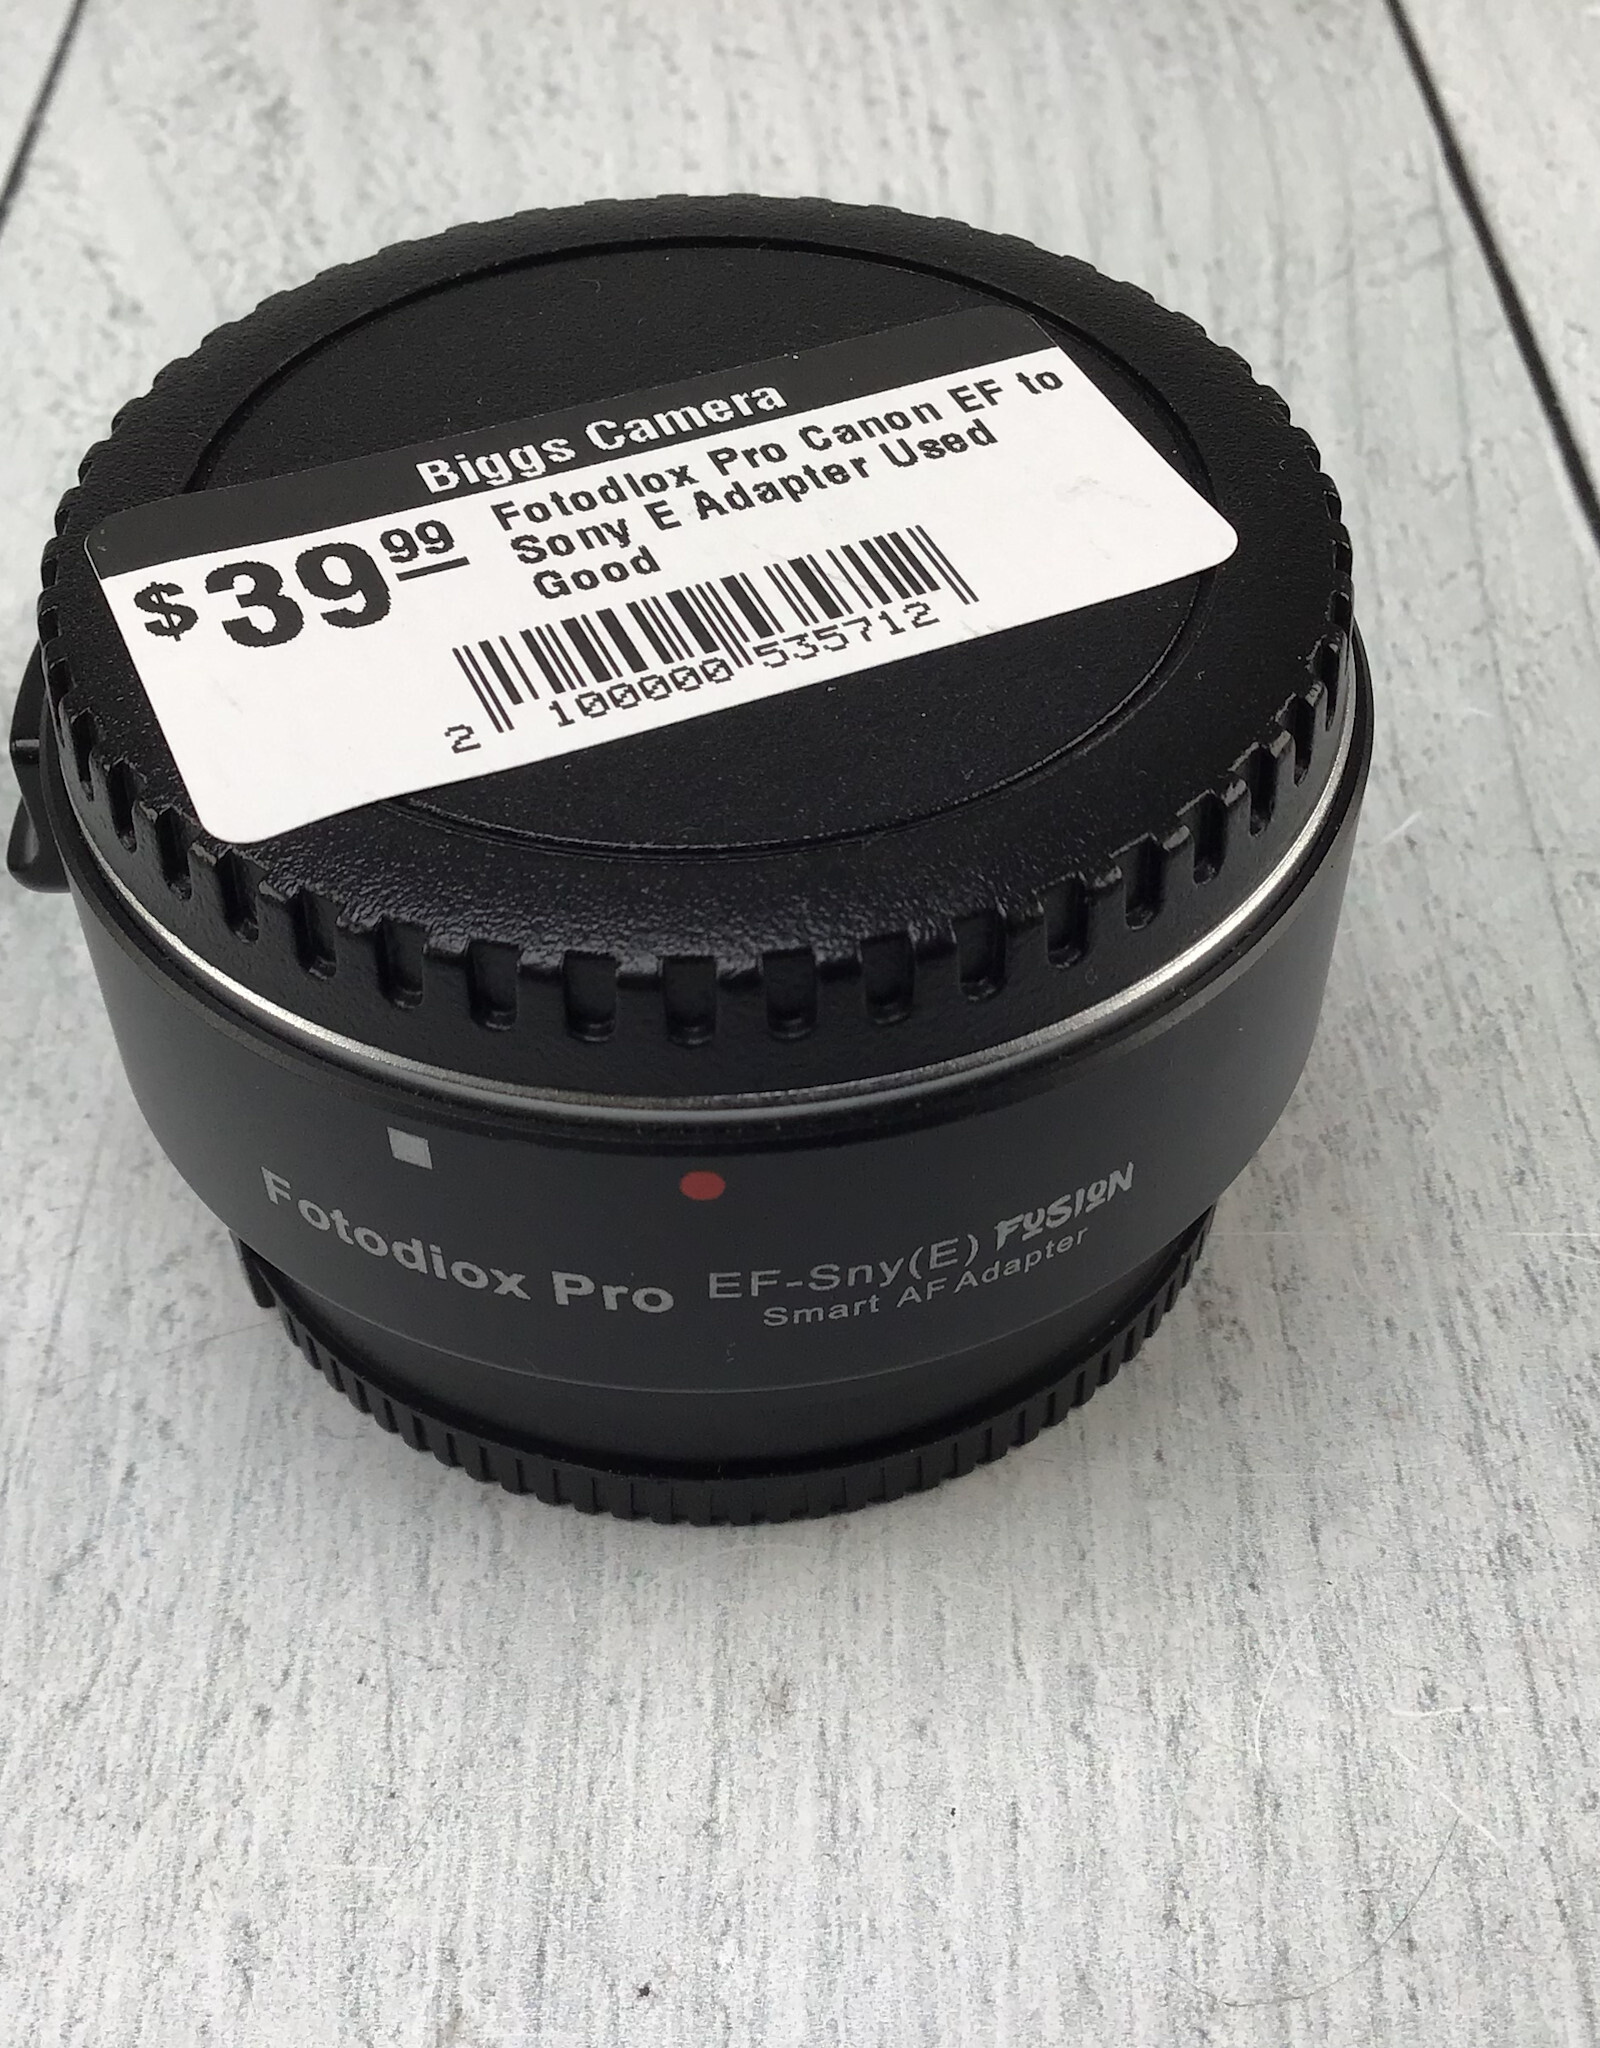 Biggs Camera
$39.99
Fotodiox Pro Canon EF to
Sony E Adapter Used
Good
2 100000 535712
Fotodiox Pro
EF-Sny(E) FUSION
Smart AF Adapter